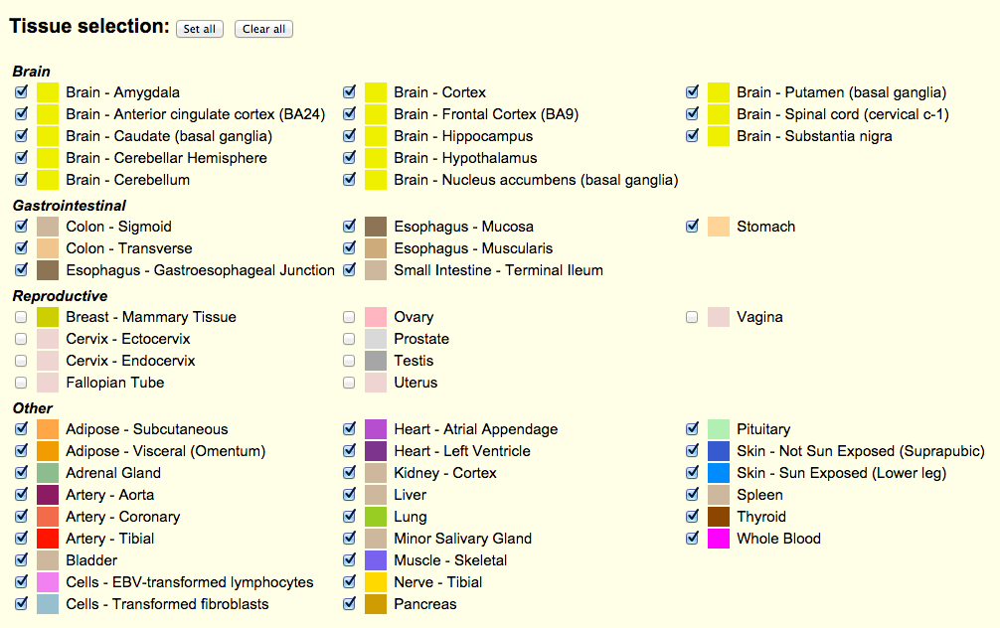 Tissue selection: Set all Clear all
Brain
Brain - Amygdala Brain - Cortex Brain - Putamen (basal ganglia)
Brain - Anterior cingulate cortex (BA24) Brain - Frontal Cortex (BA9) Brain - Spinal cord (cervical c-1)
Brain - Caudate (basal ganglia) Brain - Hippocampus Brain - Substantia nigra
Brain - Cerebellar Hemisphere Brain - Hypothalamus
Brain - Cerebellum Brain - Nucleus accumbens (basal ganglia)
Gastrointestinal
Colon - Sigmoid Esophagus - Mucosa Stomach
Colon - Transverse Esophagus - Muscularis
Esophagus - Gastroesophageal Junction Small Intestine - Terminal Ileum
Reproductive
Breast - Mammary Tissue Ovary Vagina
Cervix - Ectocervix Prostate
Cervix - Endocervix Testis
Fallopian Tube Uterus
Other
Adipose - Subcutaneous Heart - Atrial Appendage Pituitary
Adipose - Visceral (Omentum) Heart - Left Ventricle Skin - Not Sun Exposed (Suprapubic)
Adrenal Gland Kidney - Cortex Skin - Sun Exposed (Lower leg)
Artery - Aorta Liver Spleen
Artery - Coronary Lung Thyroid
Artery - Tibial Minor Salivary Gland Whole Blood
Bladder Muscle - Skeletal
Cells - EBV-transformed lymphocytes Nerve - Tibial
Cells - Transformed fibroblasts Pancreas